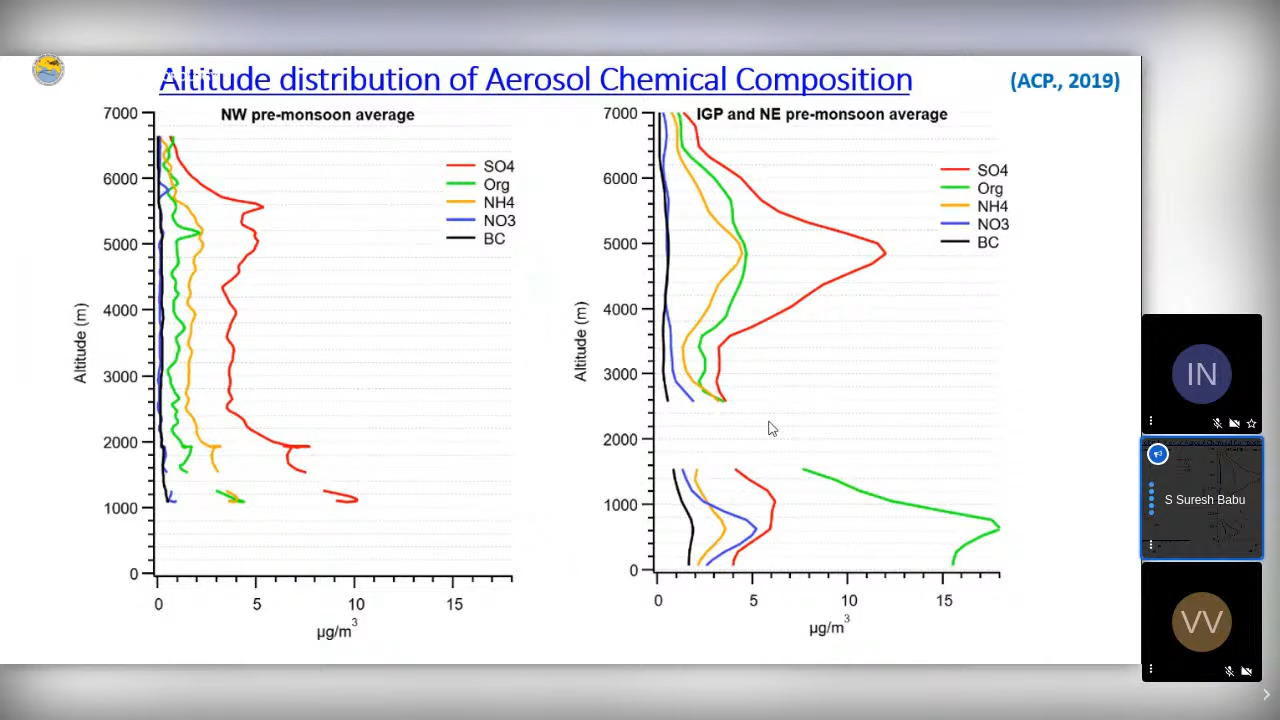 Altitude distribution of Aerosol Chemical Composition
(ACP., 2019)
NW pre-monsoon average
7000
6000
5000
4000
3000
2000
1000
0
Altitude (m)
SO4
Org
NH4
NO3
BC
0 5 10 15
µg/m3
IGP and NE pre-monsoon average
7000
6000
5000
4000
3000
2000
1000
0
Altitude (m)
SO4
Org
NH4
NO3
BC
0 5 10 15
µg/m3
IN
S Suresh Babu
VV